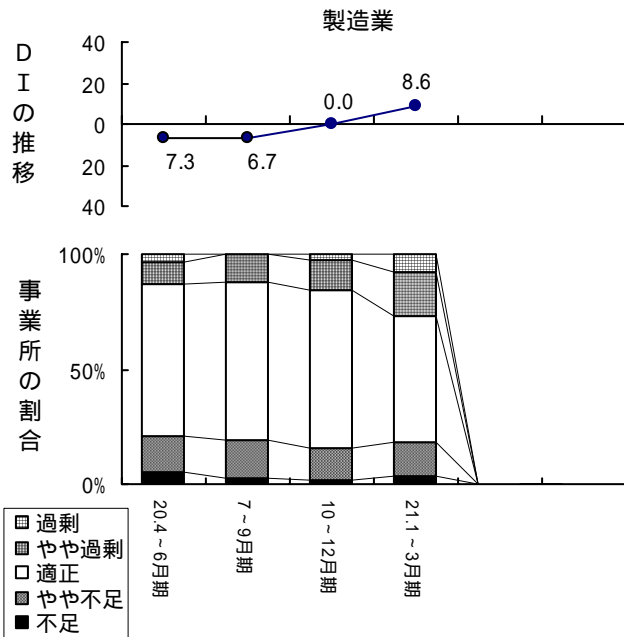 製造業
DIの推移
40
20
0
20
40
7.3
6.7
0.0
8.6
事業所の割合
100%
50%
0%
20.4~6月期
7~9月期
10~12月期
21.1~3月期
過剰
やや過剰
適正
やや不足
不足